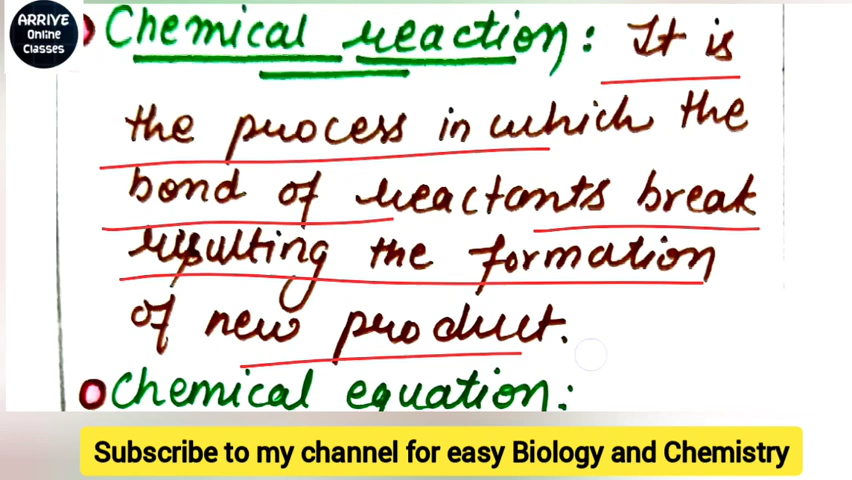 ARRIVE
Online
Classes
Chemical reaction: It is
the process in which the
bond of reactants break
resulting the formation
of new product.
Chemical equation:
Subscribe to my channel for easy Biology and Chemistry